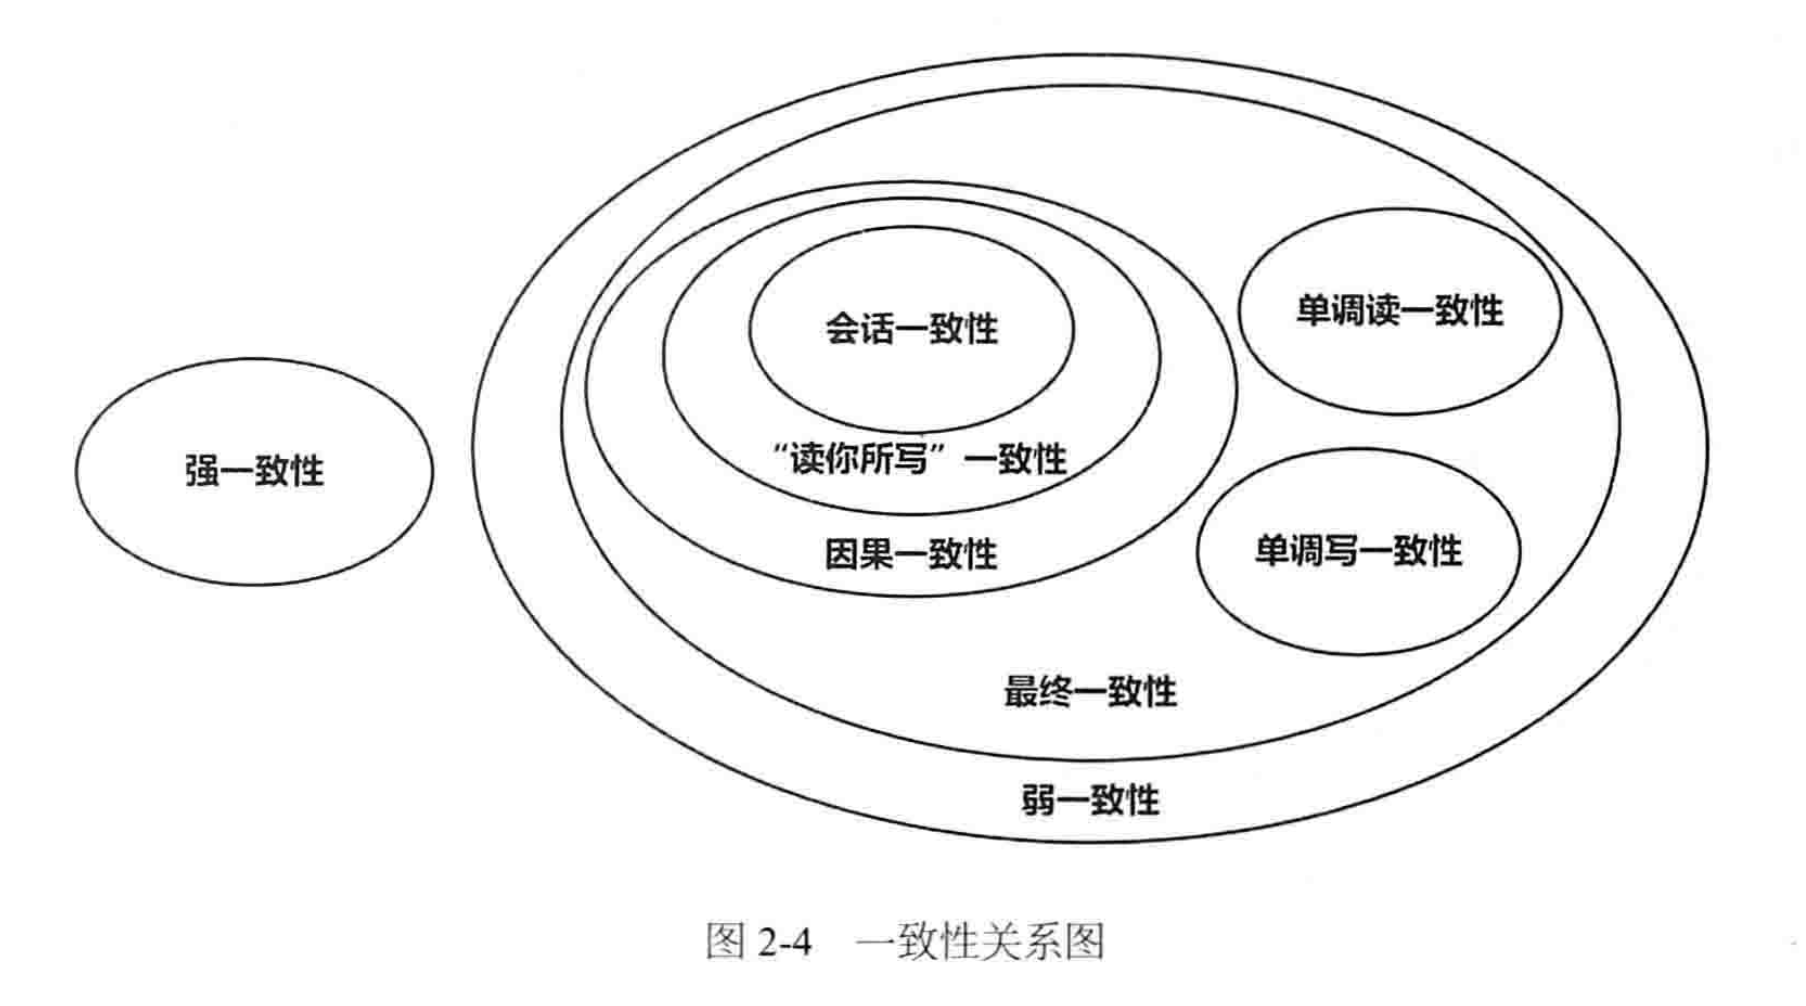 会话一致性
单调读一致性
强一致性
“读你所写”一致性
因果一致性
单调写一致性
最终一致性
弱一致性
图 2-4 一致性关系图